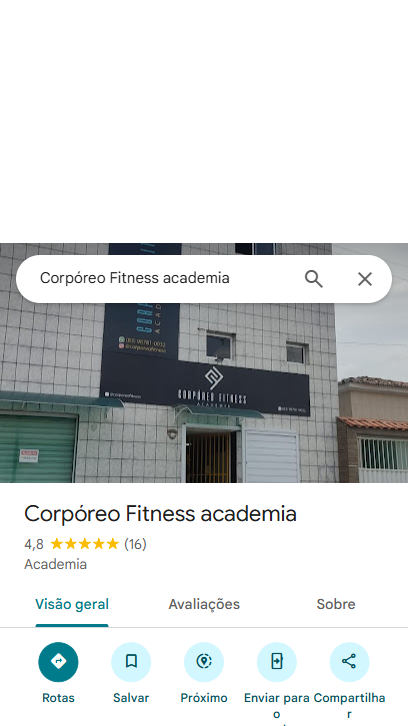 Corpóreo Fitness academia
CORPÓREO FITNESS
ACADEMIA
Corpóreo Fitness academia
4,8 (16)
Academia
Visão geral Avaliações Sobre
Rotas Salvar Próximo Enviar para o Compartilhar